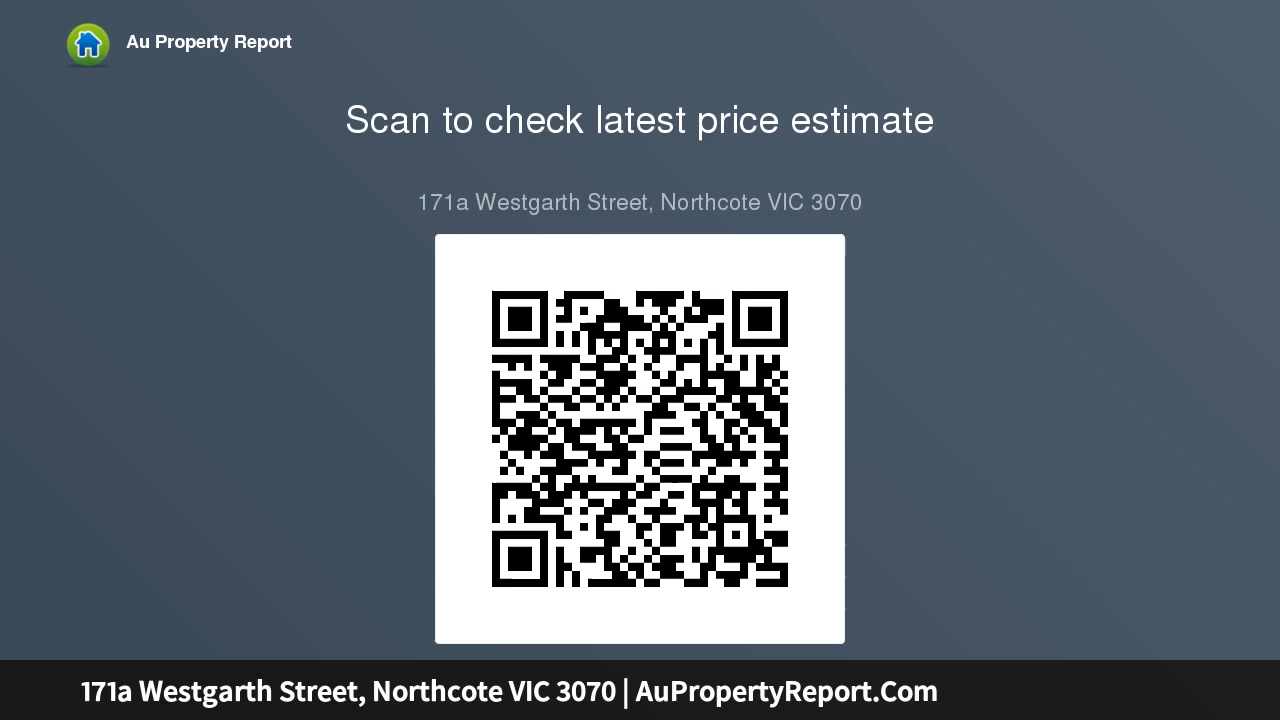 Au Property Report
Scan to check latest price estimate
171a Westgarth Street, Northcote VIC 3070
171a Westgarth Street, Northcote VIC 3070 | AuPropertyReport.Com